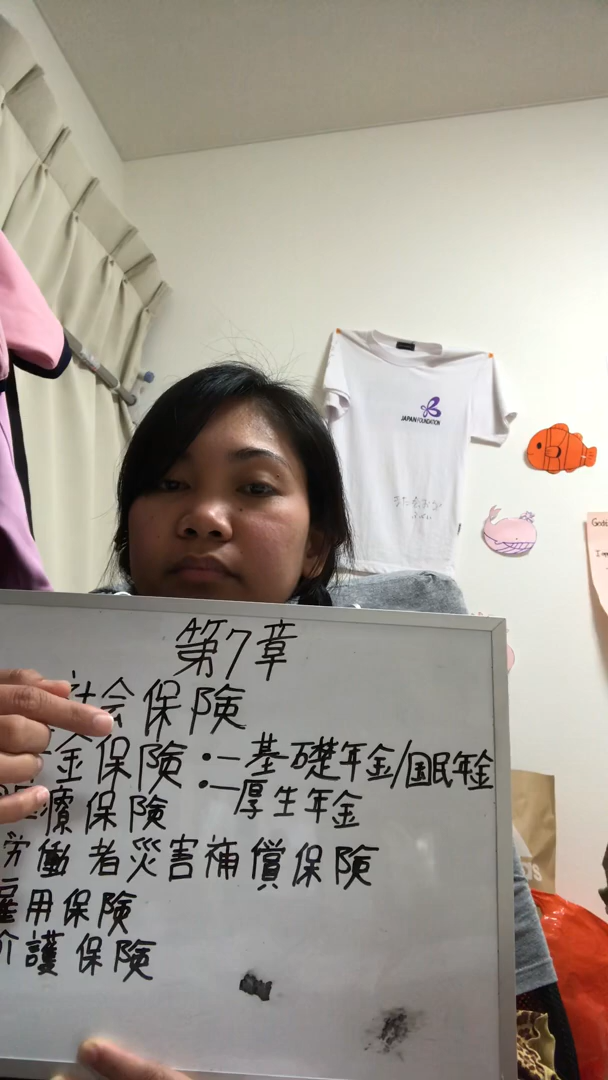 第7章
社会保険
金保険・―基礎年金/国民年金
・―厚生年金
療保険
労働者災害補償保険
雇用保険
介護保険
JAPAN FOUNDATION